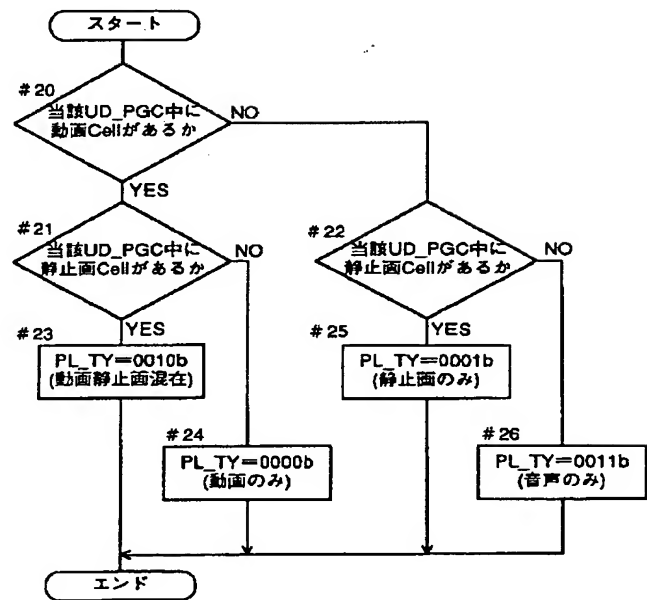 スタート
#20
当該UD_PGC中に
動画Cellがあるか
NO
YES
#21
当該UD_PGC中に
静止画Cellがあるか
NO
YES
#22
当該UD_PGC中に
静止画Cellがあるか
NO
YES
#23
PL_TY=0010b
(動画静止画混在)
#25
PL_TY=0001b
(静止画のみ)
#24
PL_TY=0000b
(動画のみ)
#26
PL_TY=0011b
(音声のみ)
エンド